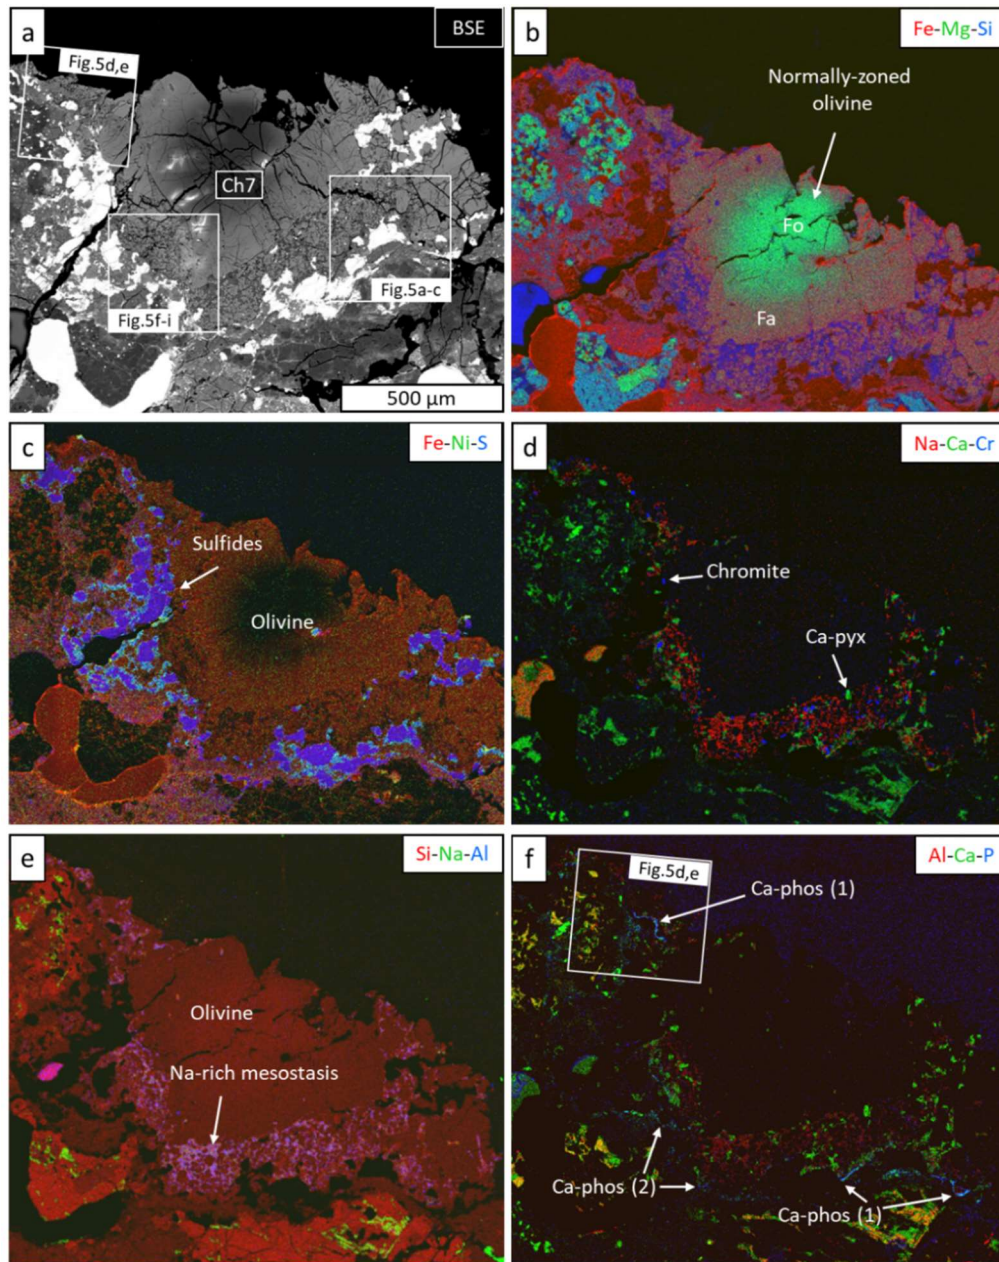 a
BSE
Fig.5d,e
Ch7
Fig.5f-i
Fig.5a-c
500 µm
b
Fe-Mg-Si
Normally-zoned
olivine
Fo
Fa
c
Fe-Ni-S
Sulfides
Olivine
d
Na-Ca-Cr
Chromite
Ca-pyx
e
Si-Na-Al
Olivine
Na-rich mesostasis
f
Al-Ca-P
Fig.5d,e
Ca-phos (1)
Ca-phos (2)
Ca-phos (1)